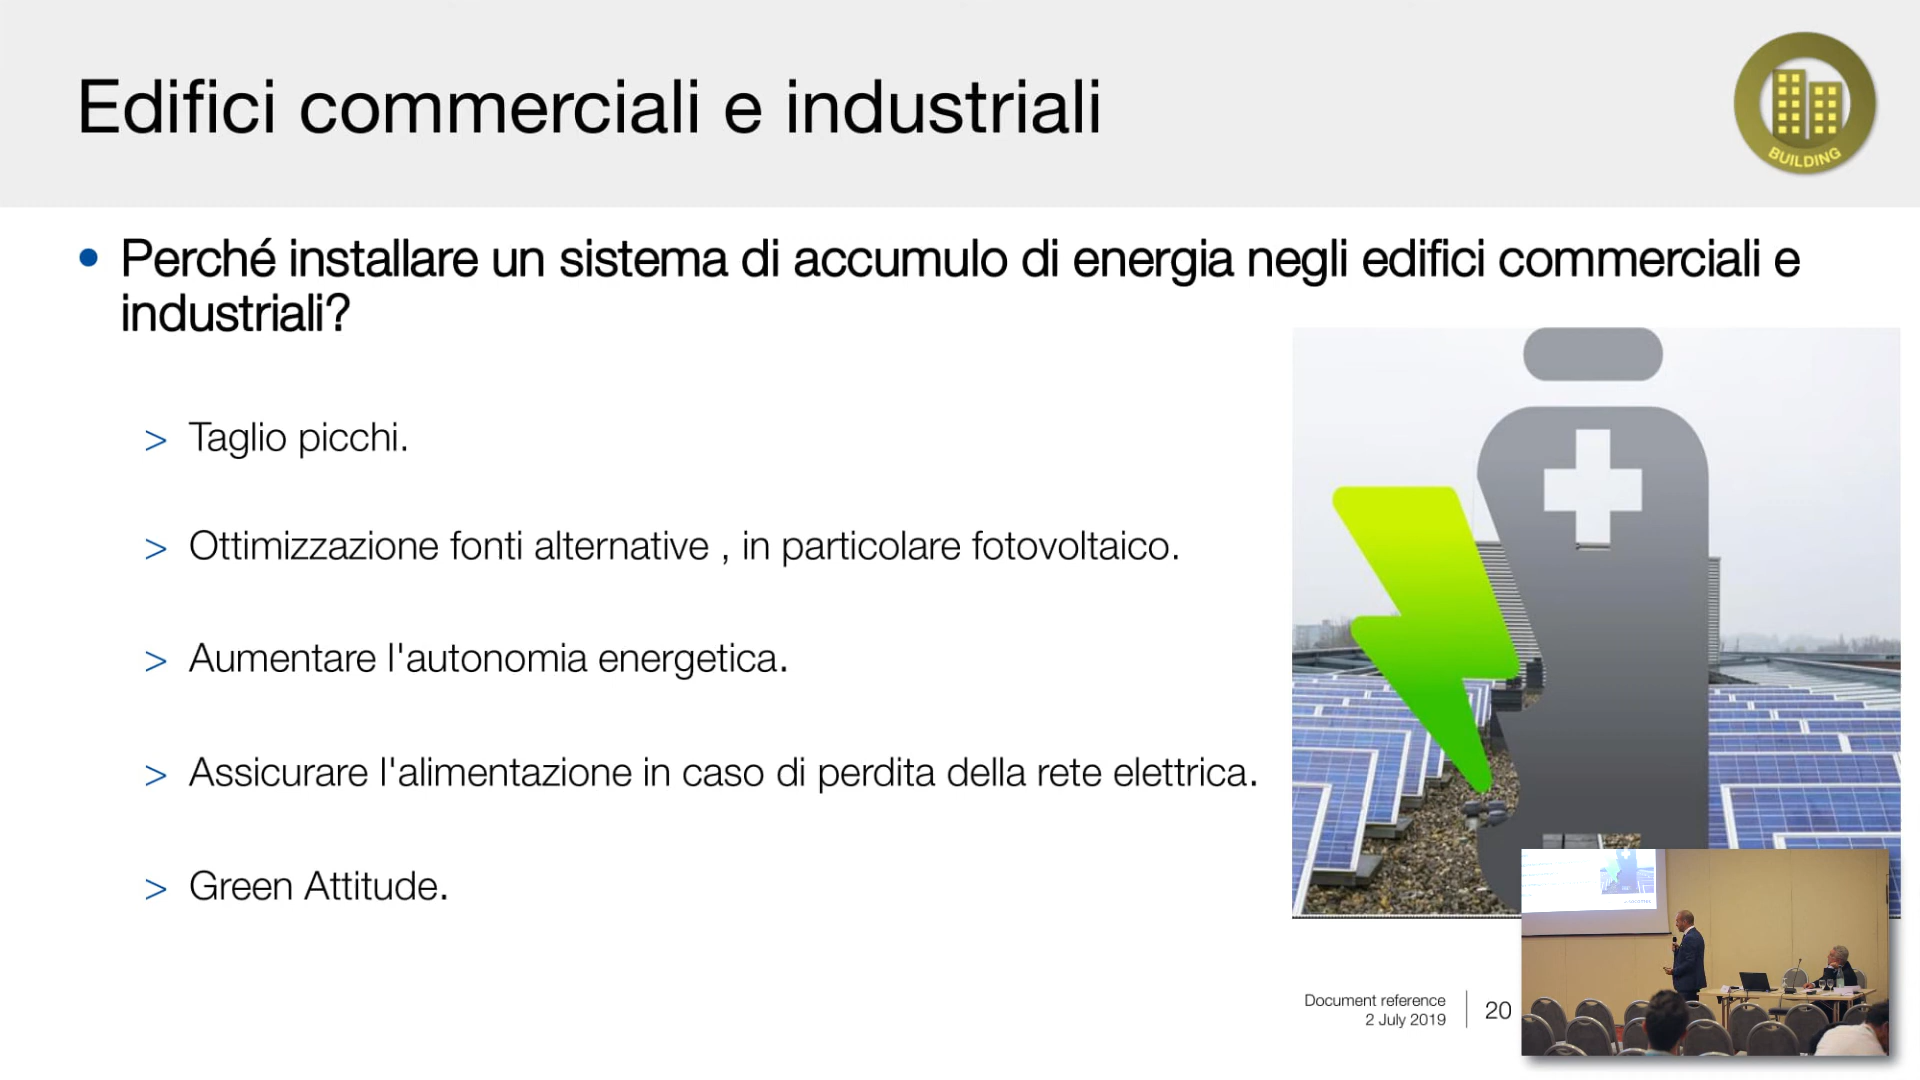 Edifici commerciali e industriali
BUILDING
• Perché installare un sistema di accumulo di energia negli edifici commerciali e
industriali?
> Taglio picchi.
> Ottimizzazione fonti alternative , in particolare fotovoltaico.
> Aumentare l'autonomia energetica.
> Assicurare l'alimentazione in caso di perdita della rete elettrica.
> Green Attitude.
Document reference
2 July 2019
20